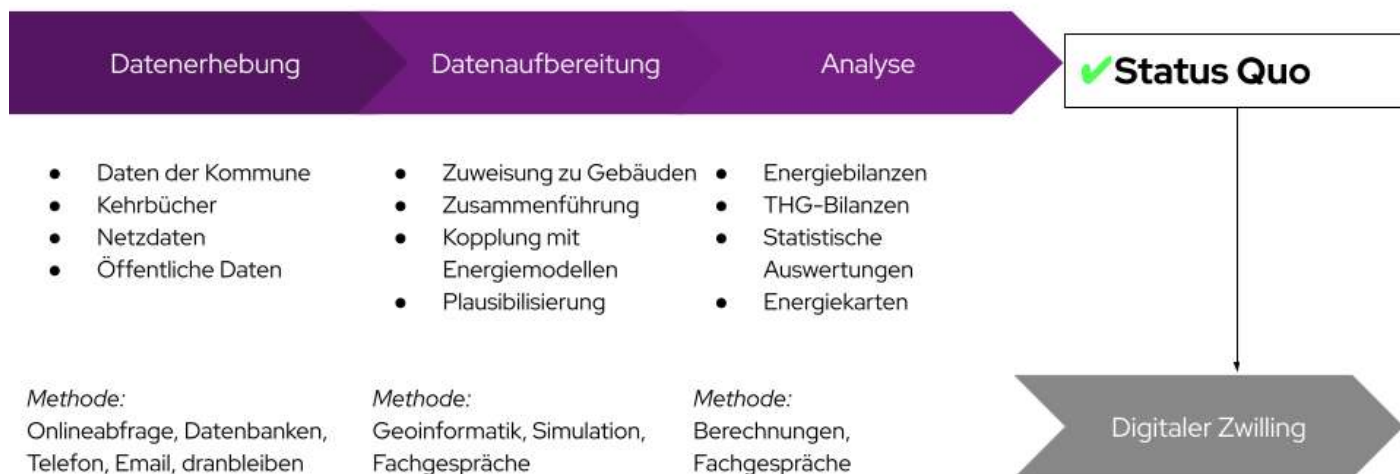 Datenerhebung
Datenaufbereitung
Analyse
✔Status Quo
● Daten der Kommune
● Kehrbücher
● Netzdaten
● Öffentliche Daten
● Zuweisung zu Gebäuden
● Zusammenführung
● Kopplung mit
Energiemodellen
● Plausibilisierung
● Energiebilanzen
● THG-Bilanzen
● Statistische
Auswertungen
● Energiekarten
Methode:
Onlineabfrage, Datenbanken,
Telefon, Email, dranbleiben
Methode:
Geoinformatik, Simulation,
Fachgespräche
Methode:
Berechnungen,
Fachgespräche
Digitaler Zwilling